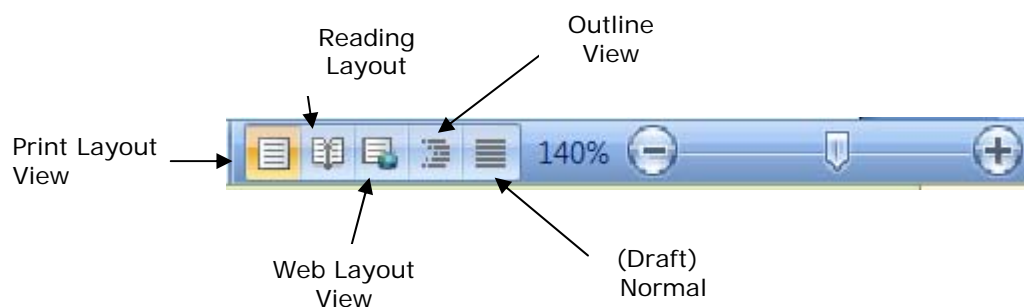 Reading
Layout
Outline
View
Print Layout
View
140%
Web Layout
View
(Draft)
Normal